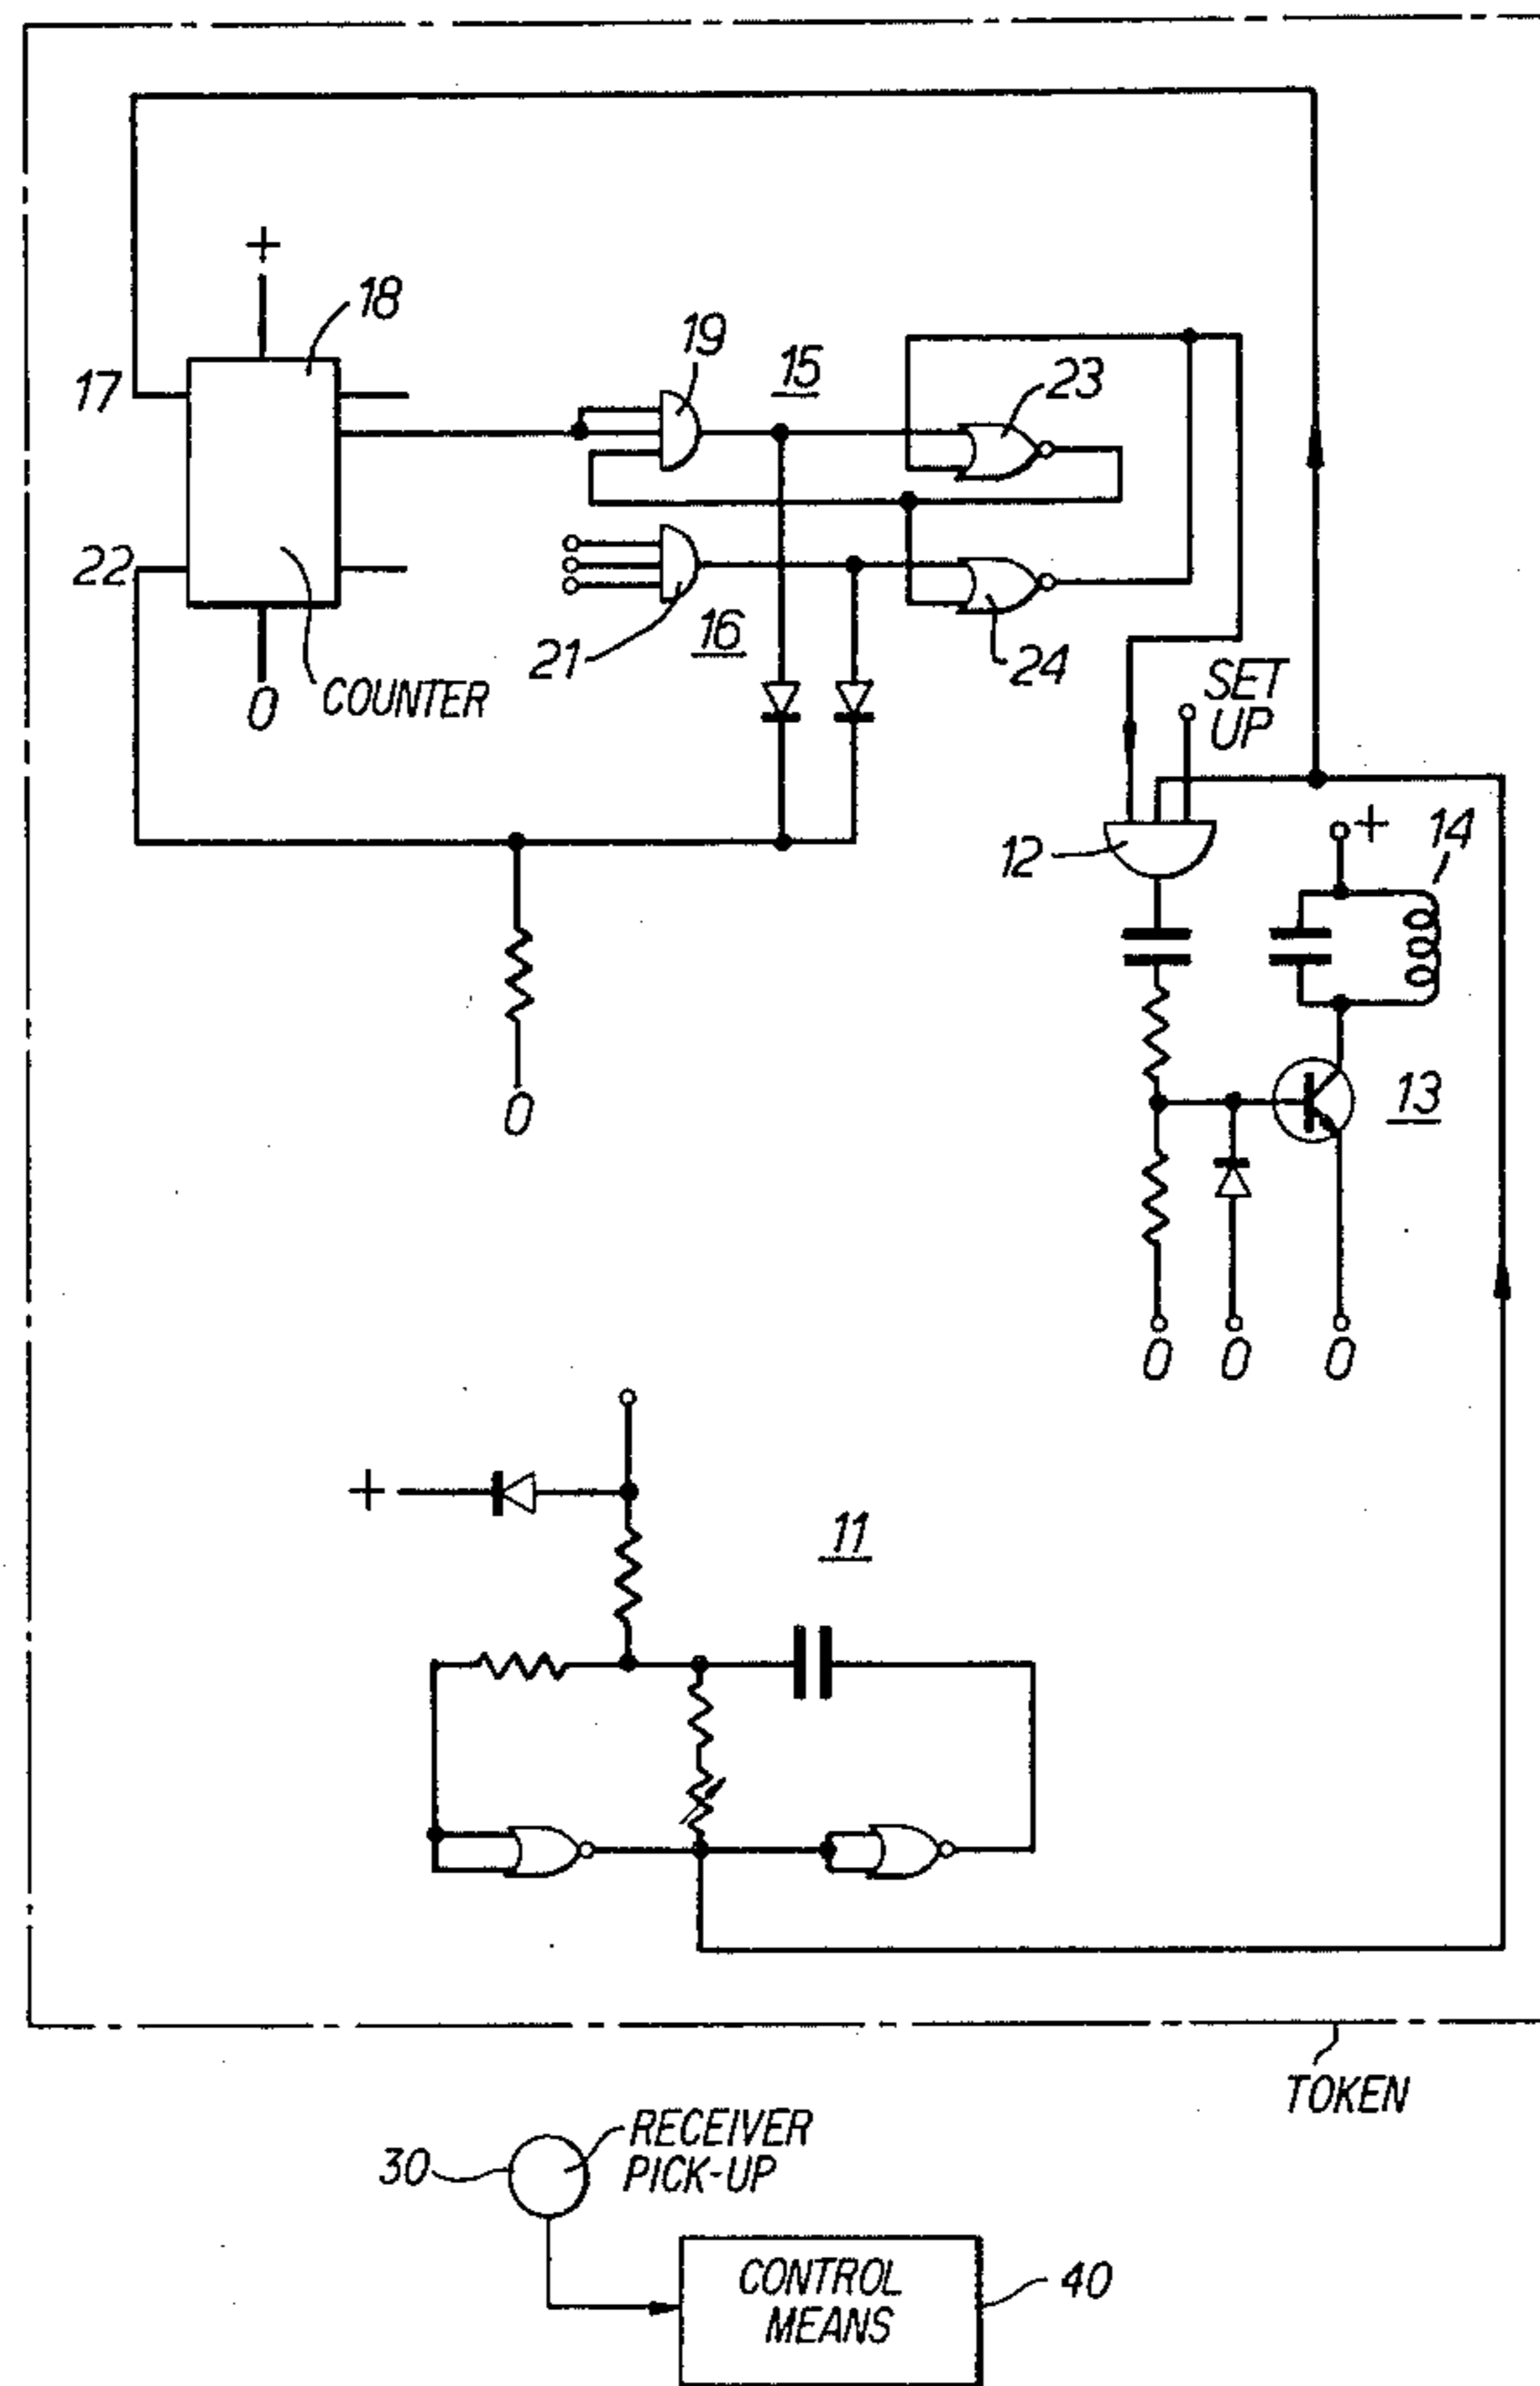 +
18
19
15
17
23
22
21
16
24
0
COUNTER
SET
UP
12
+
14
0
13
0
0
0
+
11
TOKEN
30
RECEIVER
PICK-UP
CONTROL
MEANS
40